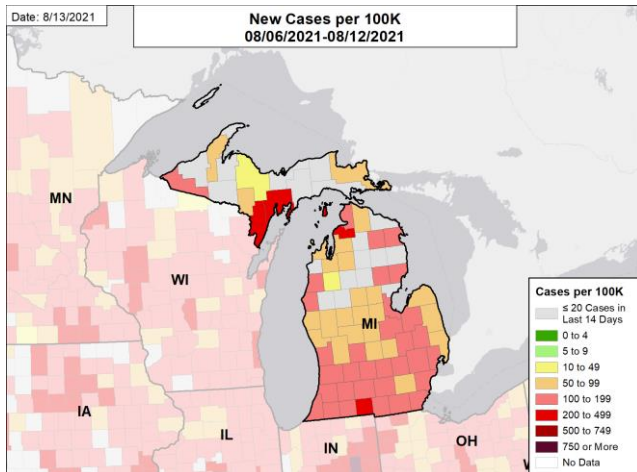 Date: 8/13/2021
New Cases per 100K
08/06/2021-08/12/2021
MN
WI
MI
IA
IL
IN
OH
W
Cases per 100K
≤ 20 Cases in
Last 14 Days
0 to 4
5 to 9
10 to 49
50 to 99
100 to 199
200 to 499
500 to 749
750 or More
No Data